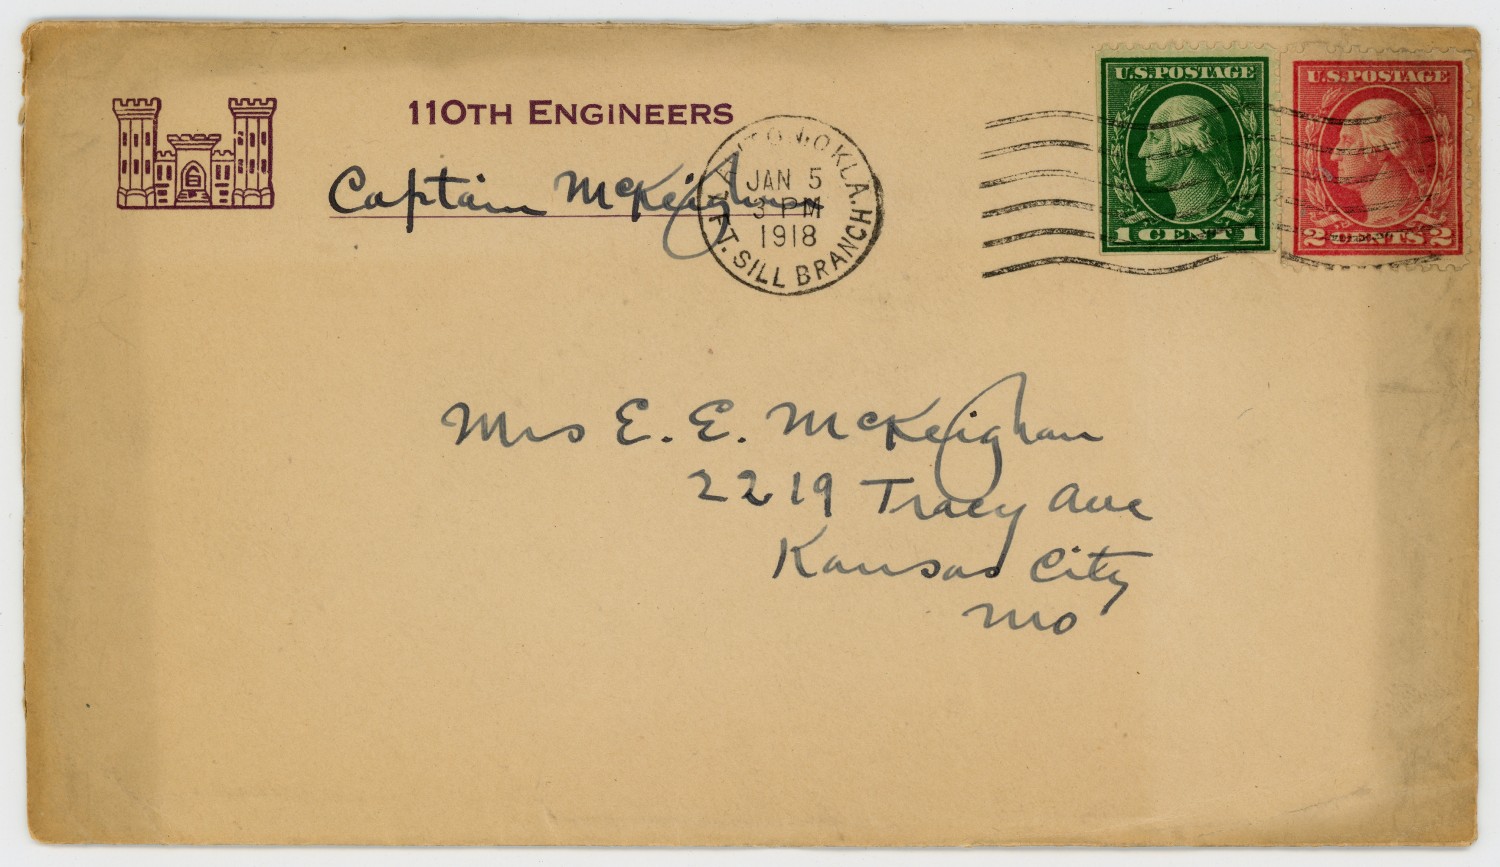 110TH ENGINEERS
Captain McKeighan
LAWTON, OKLA.
JAN 5
3 PM
1918
FT. SILL BRANCH
U.S. POSTAGE
1 CENT 1
U.S. POSTAGE
2 CENTS 2
Mrs E. E. McKeighan
2219 Tracy Ave
Kansas City
Mo